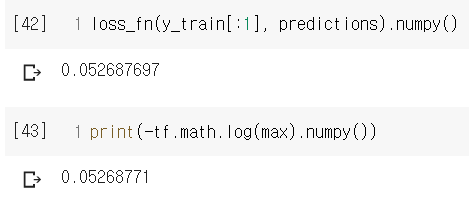 [42] 1 loss_fn(y_train[:1], predictions).numpy()
0.052687697
[43] 1 print(-tf.math.log(max).numpy())
0.05268771